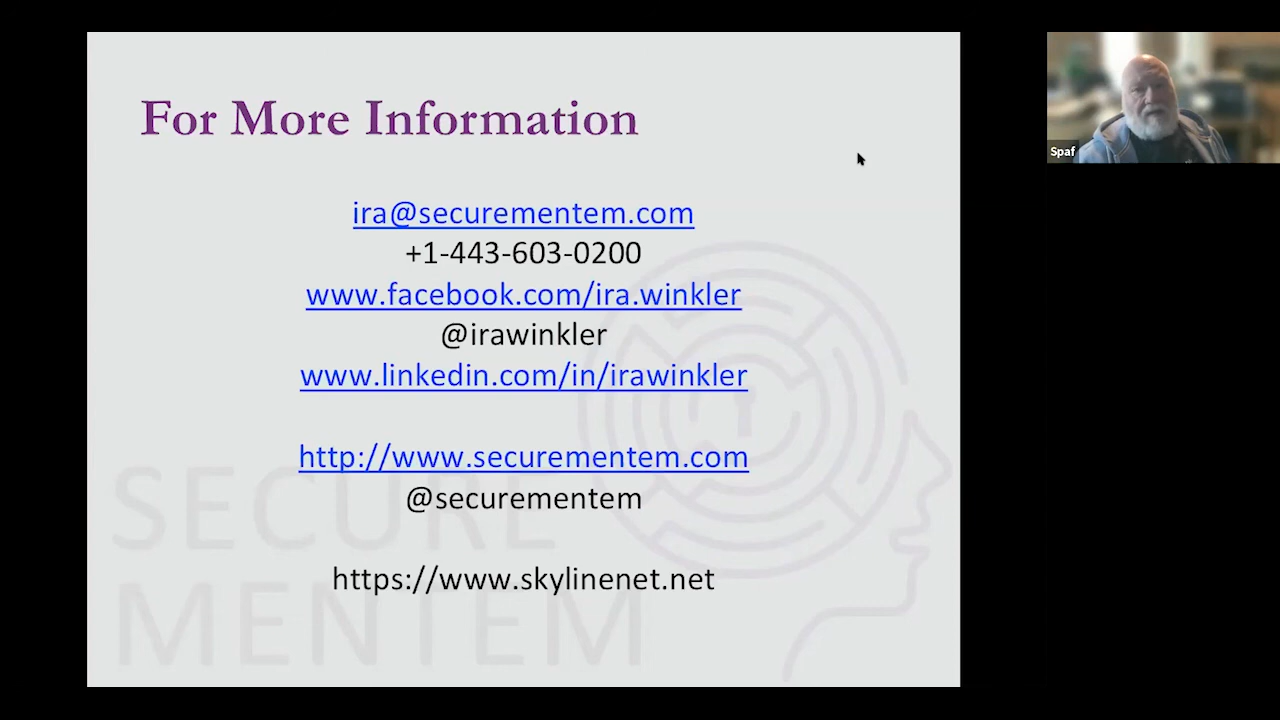 For More Information
ira@securementem.com
+1-443-603-0200
www.facebook.com/ira.winkler
@irawinkler
www.linkedin.com/in/irawinkler
http://www.securementem.com
@securementem
https://www.skylinenet.net
SECURE
MENTEM
Spaf